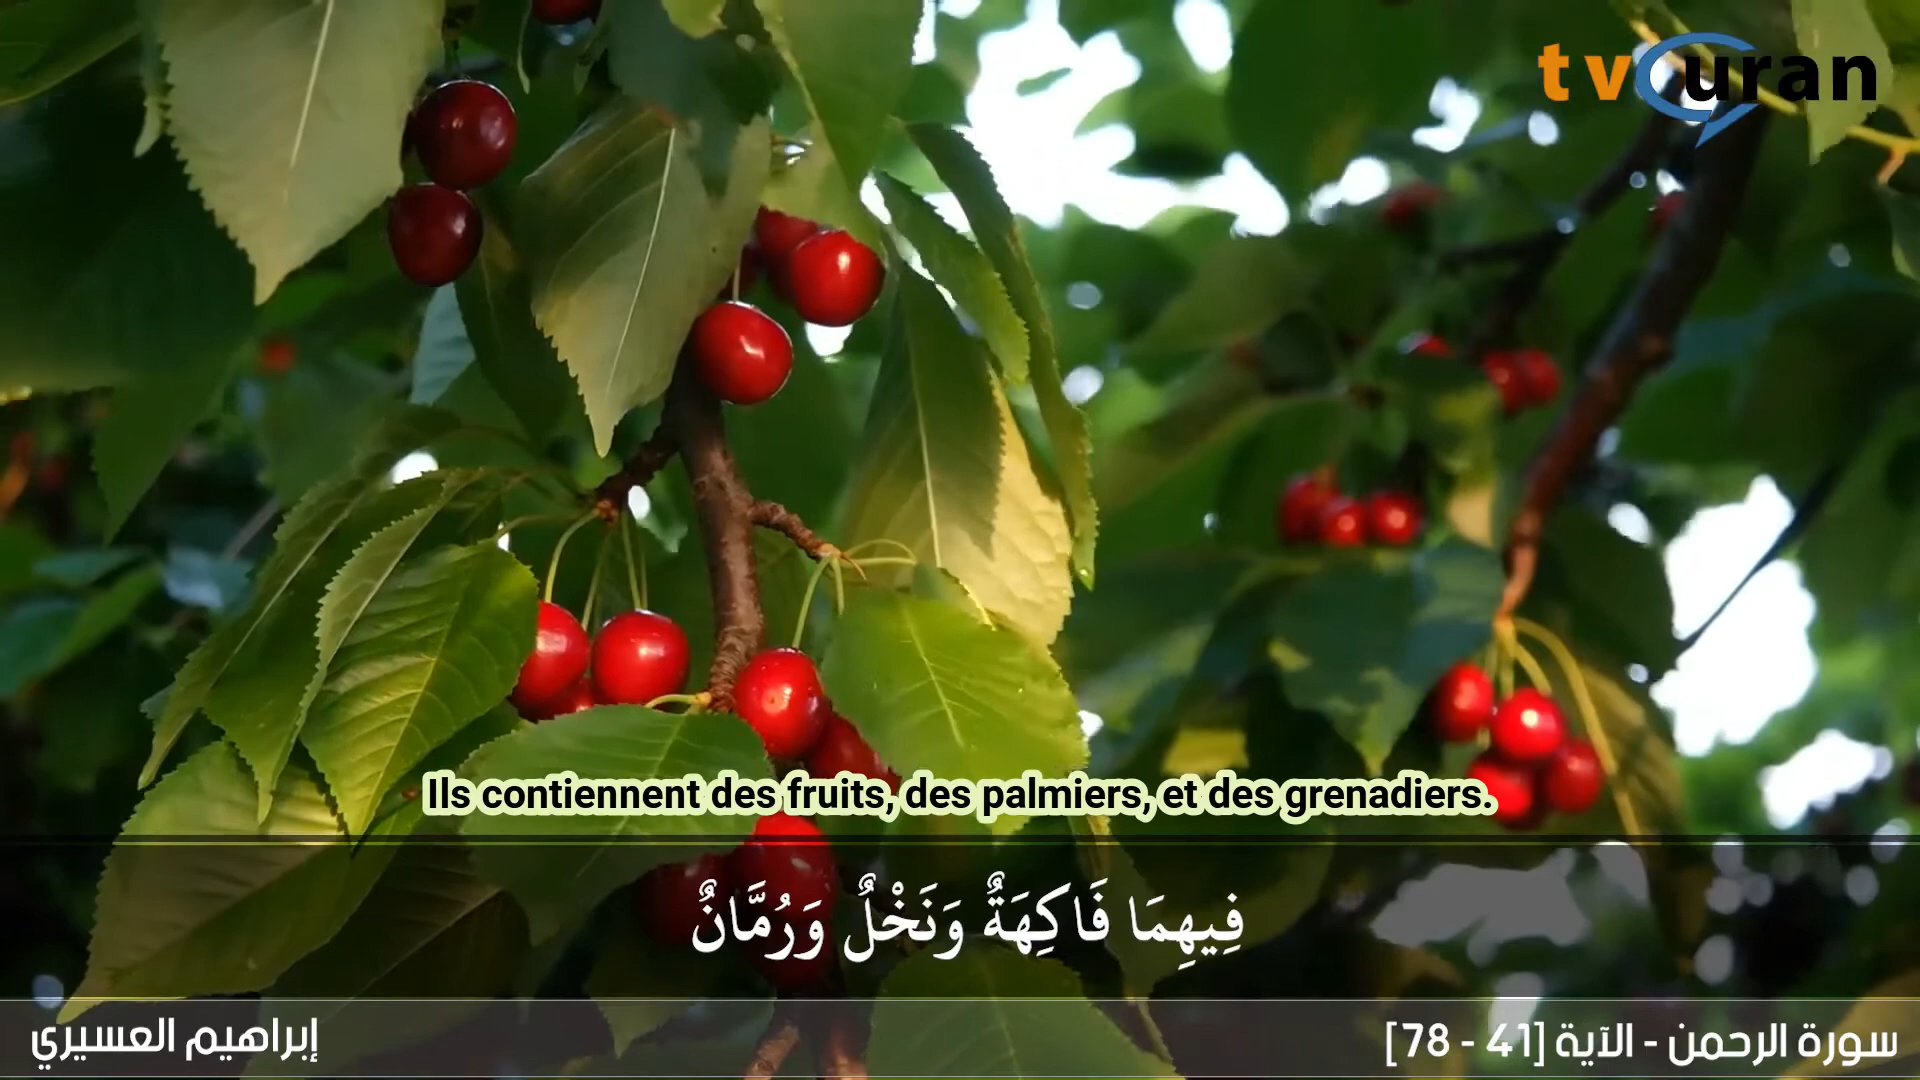 tvQuran
Ils contiennent des fruits, des palmiers, et des grenadiers.
فِيهِمَا فَاكِهَةٌ وَنَخْلٌ وَرُمَّانٌ
سورة الرحمن - الآية [41 - 78]
إبراهيم العسيري